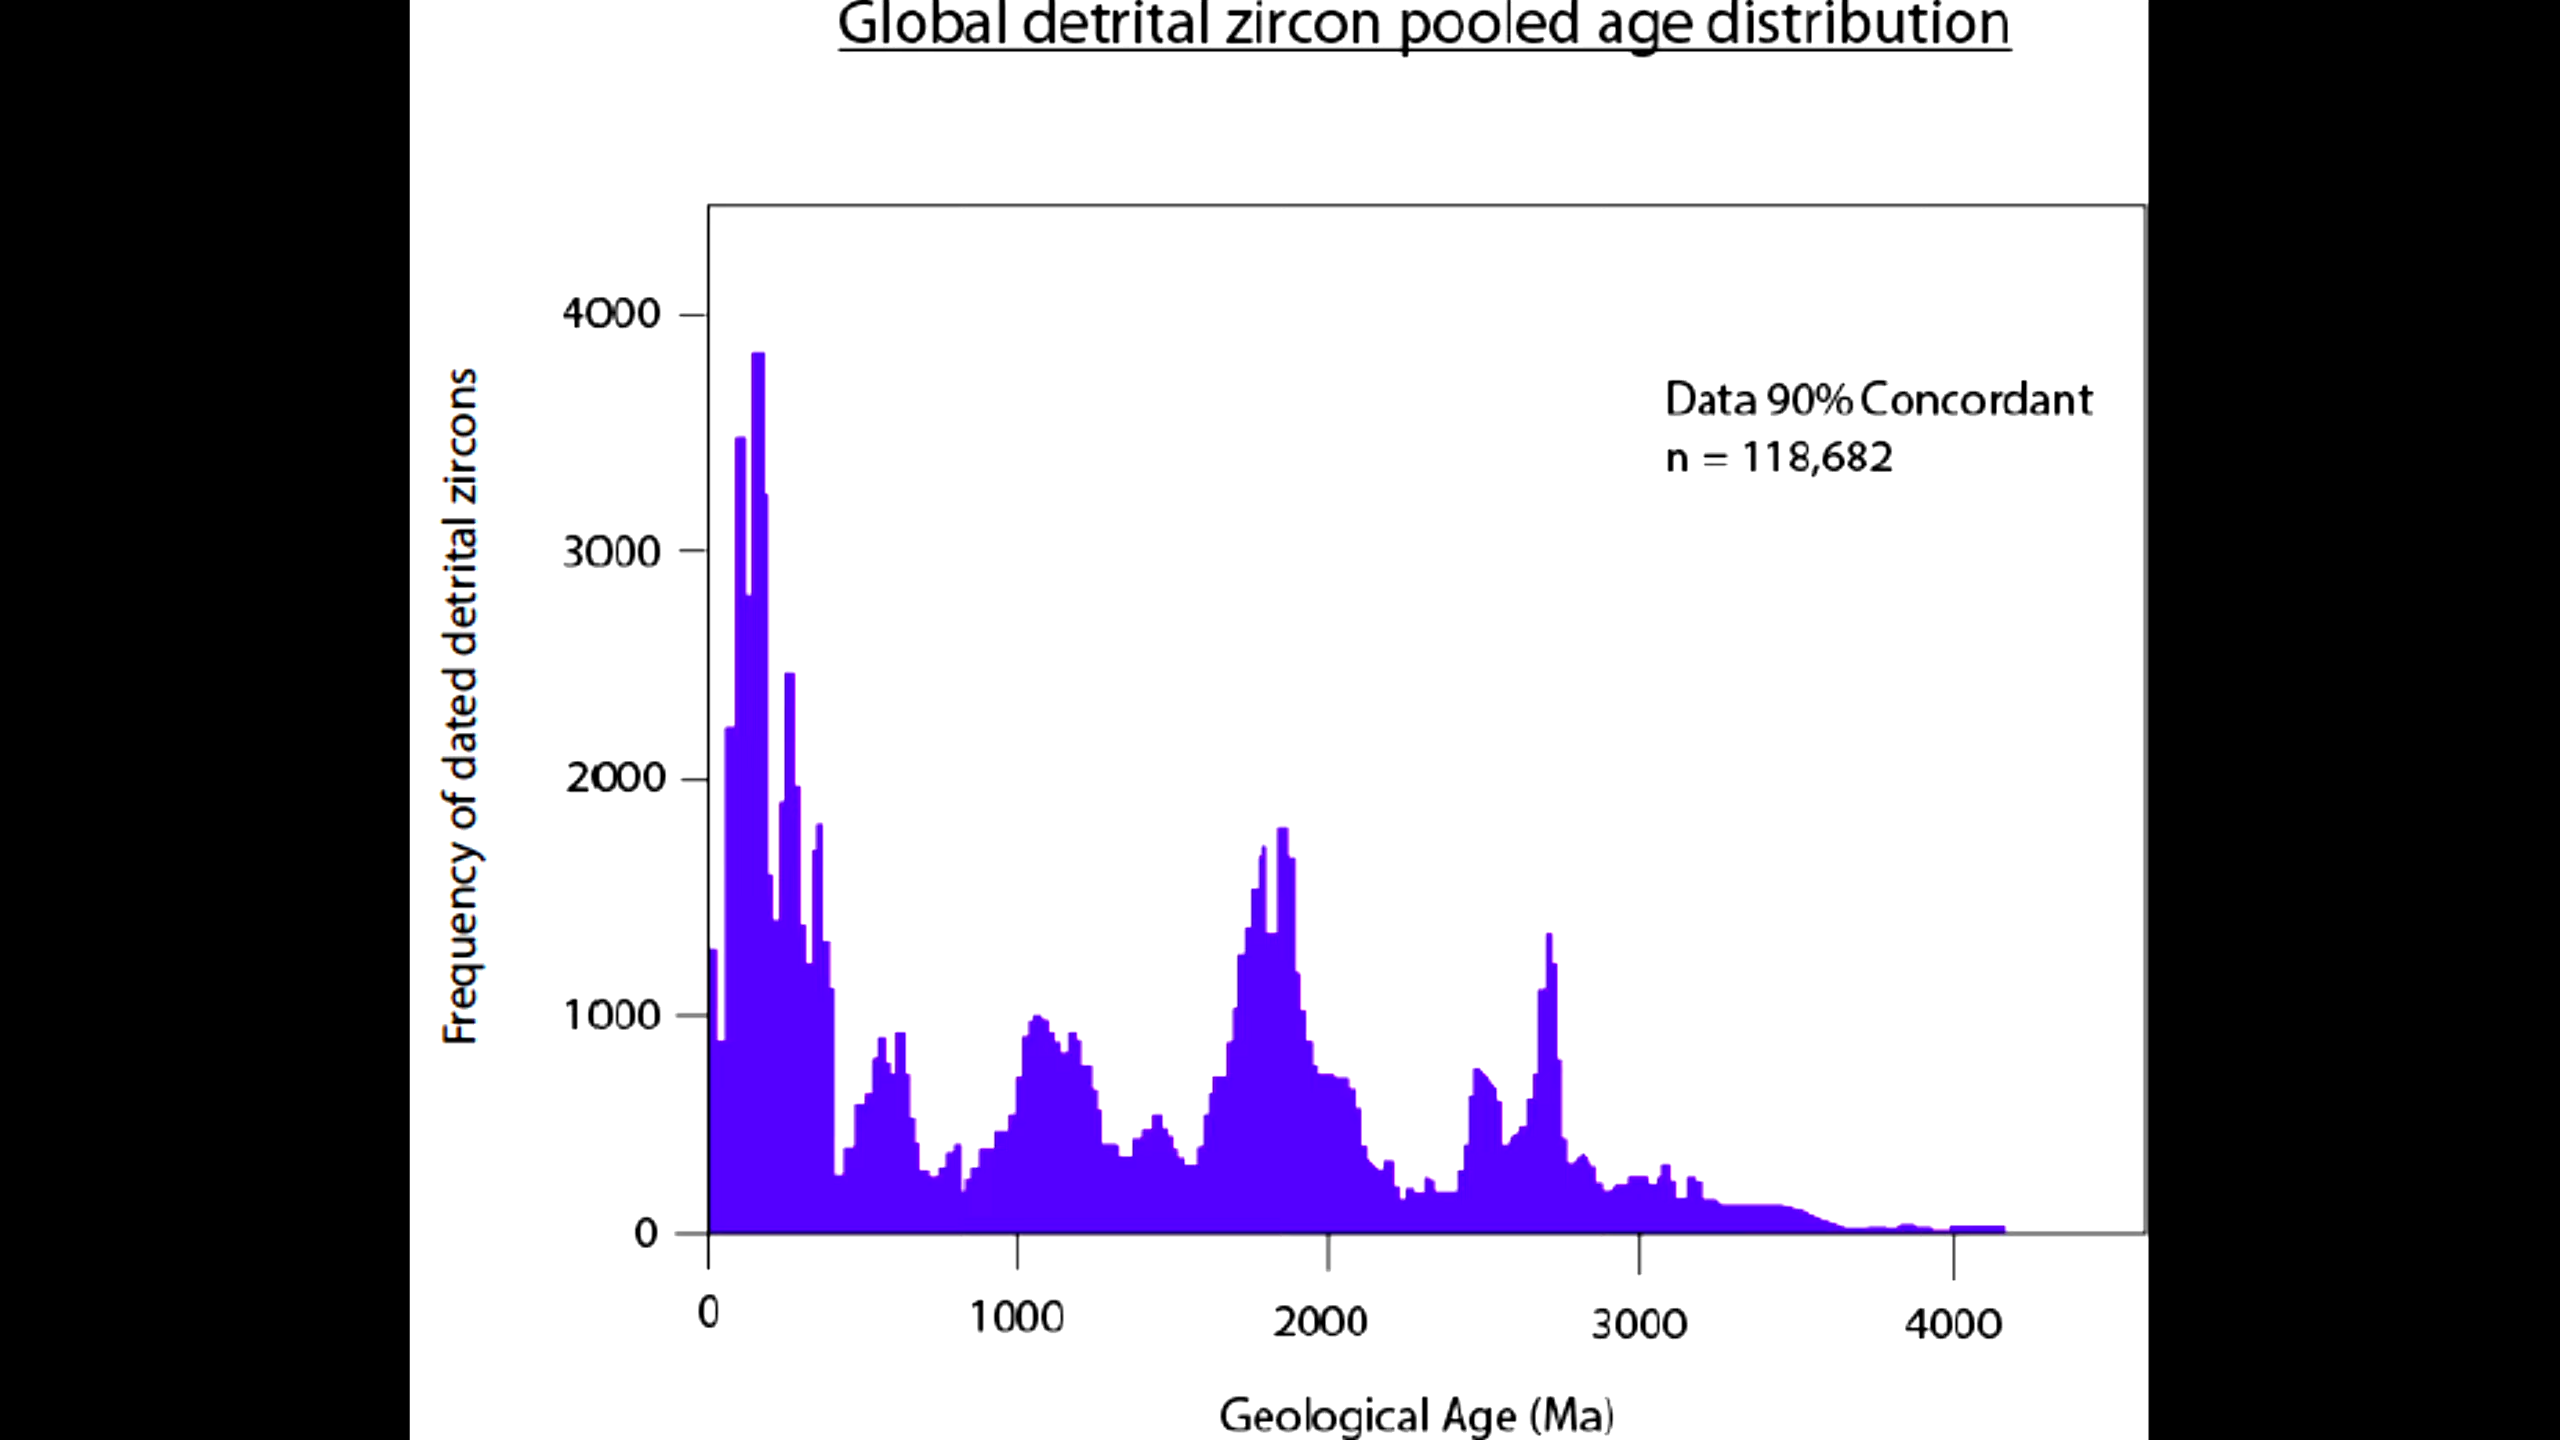 Global detrital zircon pooled age distribution
Frequency of dated detrital zircons
4000
3000
2000
1000
0
Data 90% Concordant
n = 118,682
0 1000 2000 3000 4000
Geological Age (Ma)